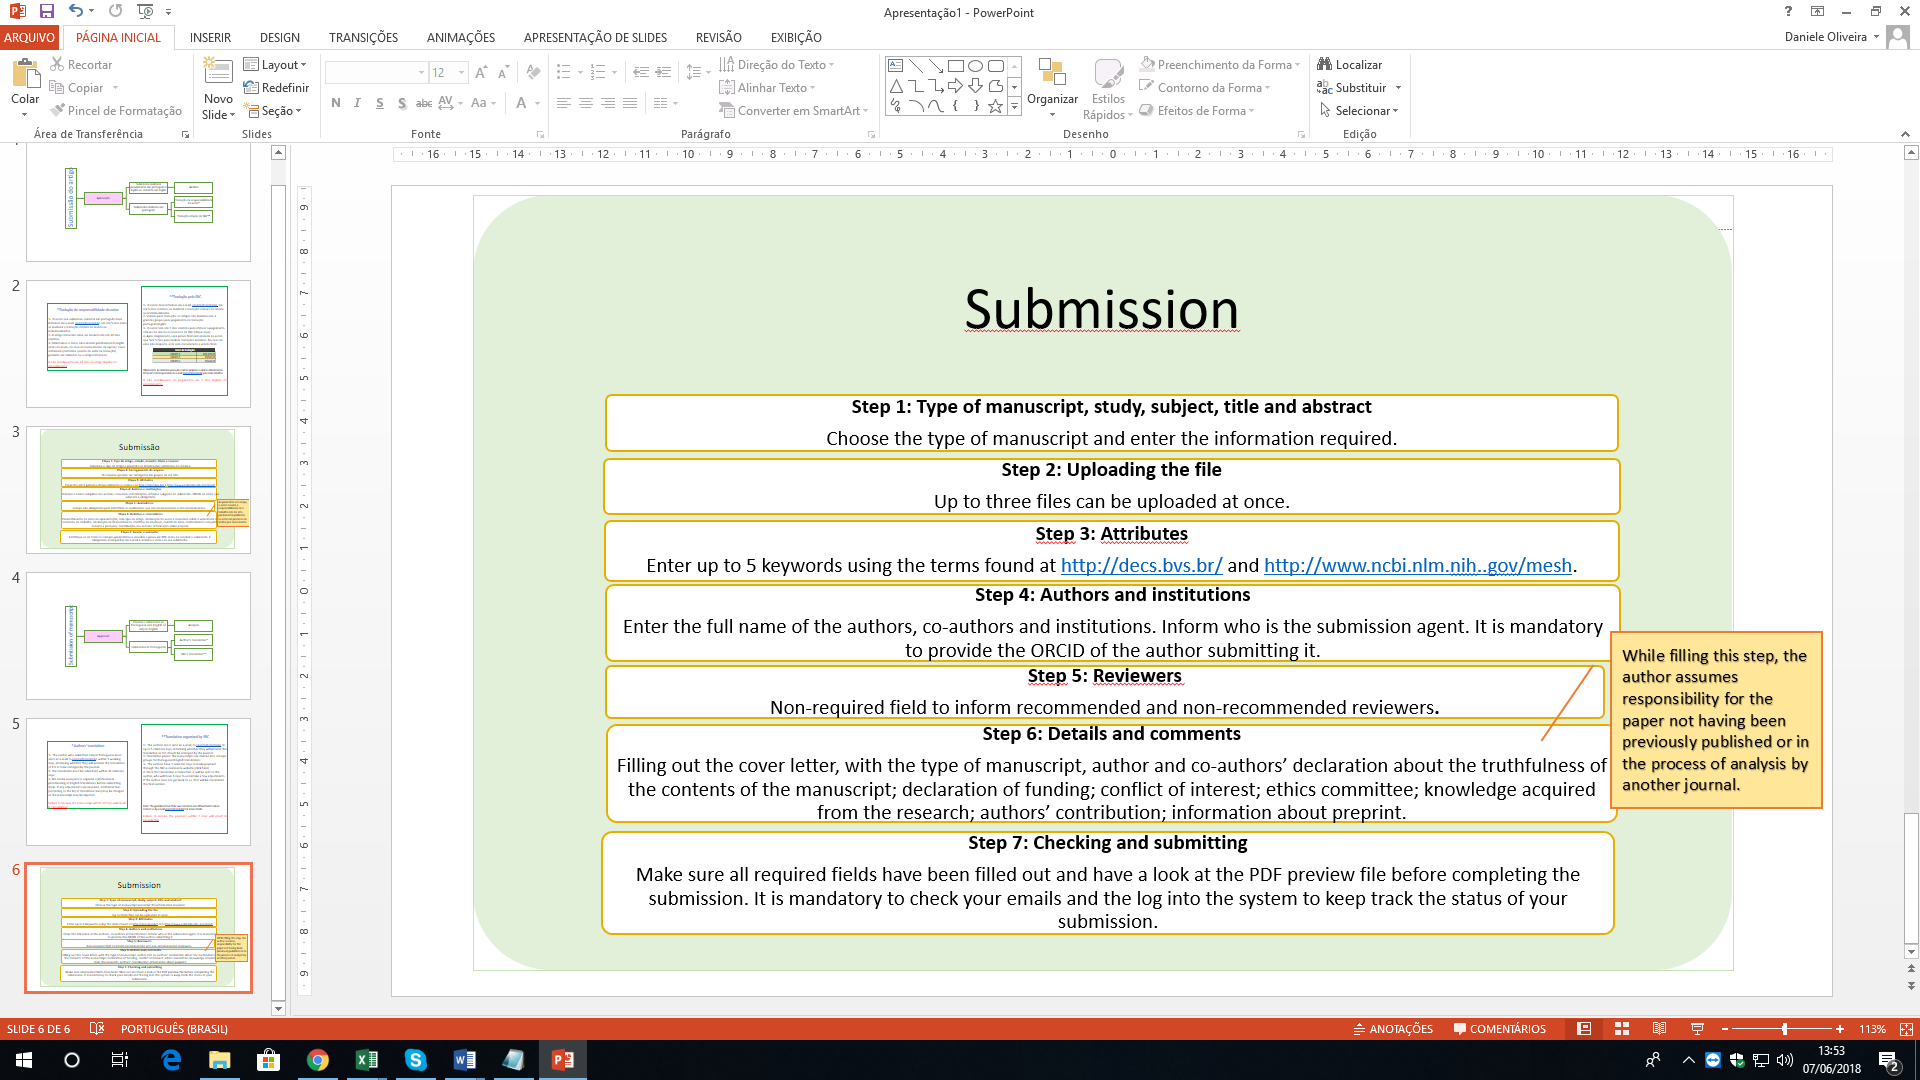 Apresentação1 - PowerPoint
ARQUIVO PÁGINA INICIAL INSERIR DESIGN TRANSIÇÕES ANIMAÇÕES APRESENTAÇÃO DE SLIDES REVISÃO EXIBIÇÃO
Daniele Oliveira
Colar
Recortar
Copiar
Pincel de Formatação
Área de Transferência
Novo Slide
Layout
Redefinir
Seção
Slides
12
Fonte
Direção do Texto
Alinhar Texto
Converter em SmartArt
Parágrafo
Organizar
Estilos Rápidos
Preenchimento da Forma
Contorno da Forma
Efeitos de Forma
Desenho
Localizar
Substituir
Selecionar
Edição
Submissão do artigo
2
3
Submissão
4
5
6
Submission
Submission
Step 1: Type of manuscript, study, subject, title and abstract
Choose the type of manuscript and enter the information required.
Step 2: Uploading the file
Up to three files can be uploaded at once.
Step 3: Attributes
Enter up to 5 keywords using the terms found at http://decs.bvs.br/ and http://www.ncbi.nlm.nih..gov/mesh.
Step 4: Authors and institutions
Enter the full name of the authors, co-authors and institutions. Inform who is the submission agent. It is mandatory
to provide the ORCID of the author submitting it.
Step 5: Reviewers
Non-required field to inform recommended and non-recommended reviewers.
Step 6: Details and comments
Filling out the cover letter, with the type of manuscript, author and co-authors’ declaration about the truthfulness of
the contents of the manuscript; declaration of funding; conflict of interest; ethics committee; knowledge acquired
from the research; authors’ contribution; information about preprint.
Step 7: Checking and submitting
Make sure all required fields have been filled out and have a look at the PDF preview file before completing the
submission. It is mandatory to check your emails and the log into the system to keep track the status of your
submission.
While filling this step, the
author assumes
responsibility for the
paper not having been
previously published or in
the process of analysis by
another journal.
SLIDE 6 DE 6 PORTUGUÊS (BRASIL)
ANOTAÇÕES COMENTÁRIOS 113%
13:53
07/06/2018
2